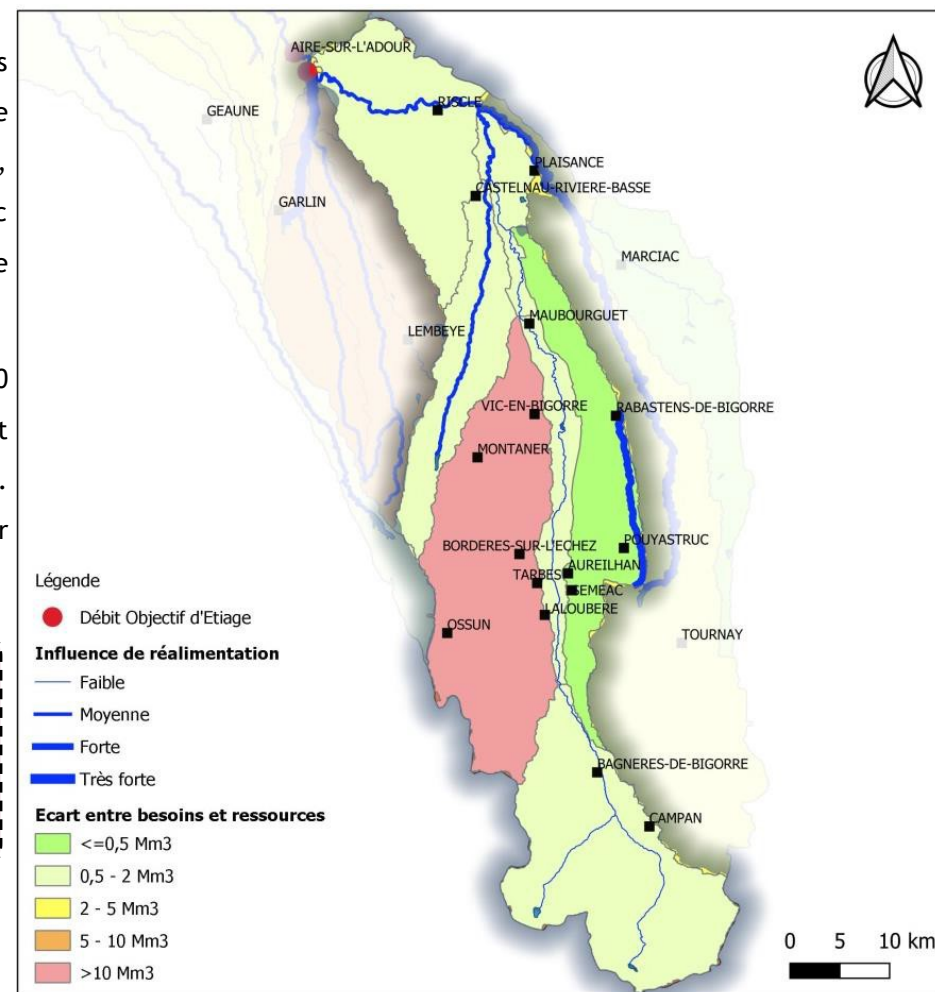 s
e
,
c
e
0
t
.
r
AIRE-SUR-L'ADOUR
GEAUNE
RISCLE
PLAISANCE
CASTELNAU-RIVIERE-BASSE
GARLIN
MARCIAC
MAUBOURGUET
LEMBEYE
VIC-EN-BIGORRE
RABASTENS-DE-BIGORRE
MONTANER
BORDERES-SUR-L'ECHEZ
POUYASTRUC
AUREILHAN
TARBES
SEMEAC
LALOUBERE
OSSUN
TOURNAY
BAGNERES-DE-BIGORRE
CAMPAN
Légende
Débit Objectif d'Etiage
Influence de réalimentation
Faible
Moyenne
Forte
Très forte
Ecart entre besoins et ressources
<=0,5 Mm3
0,5 - 2 Mm3
2 - 5 Mm3
5 - 10 Mm3
>10 Mm3
0 5 10 km